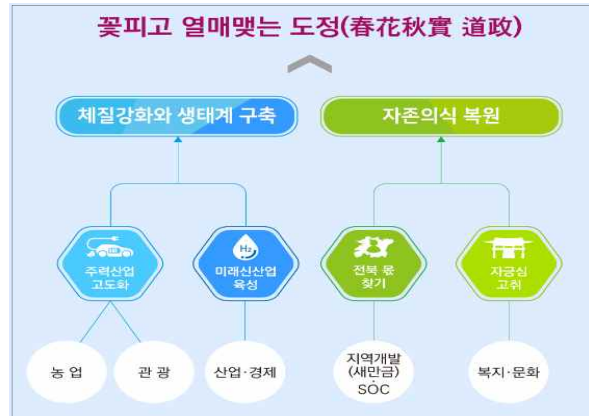 꽃피고 열매맺는 도정(春花秋實 道政)
체질강화와 생태계 구축
자존의식 복원
주력산업
고도화
H₂
미래신산업
육성
전북 몫
찾기
자긍심
고취
농 업
관 광
산업·경제
지역개발
(새만금)
SOC
복지·문화